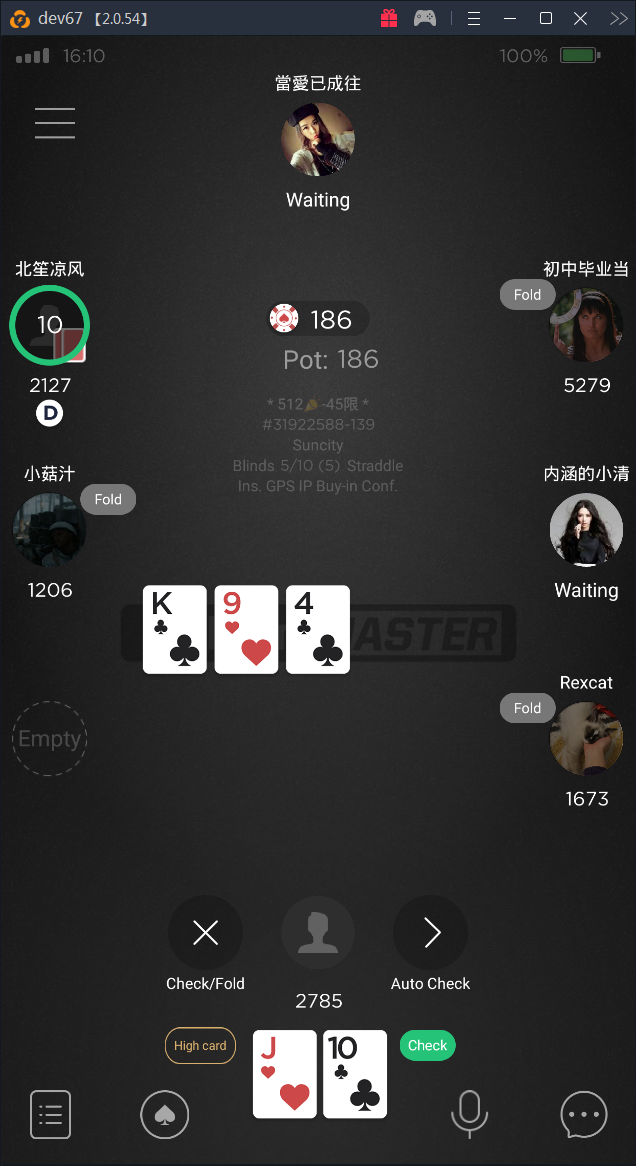 dev67 【2.0.54】
16:10
100%
當愛已成往
Waiting
北笙凉风
初中毕业当
Fold
10
186
Pot: 186
2127
5279
D
* 512🎉-45限 *
#31922588-139
Suncity
Blinds 5/10 (5) Straddle
Ins. GPS IP Buy-in Conf.
小菇汁
内涵的小清
Fold
1206
Waiting
K
9
4
MASTER
Rexcat
Fold
Empty
1673
Check/Fold
2785
Auto Check
High card
J
10
Check